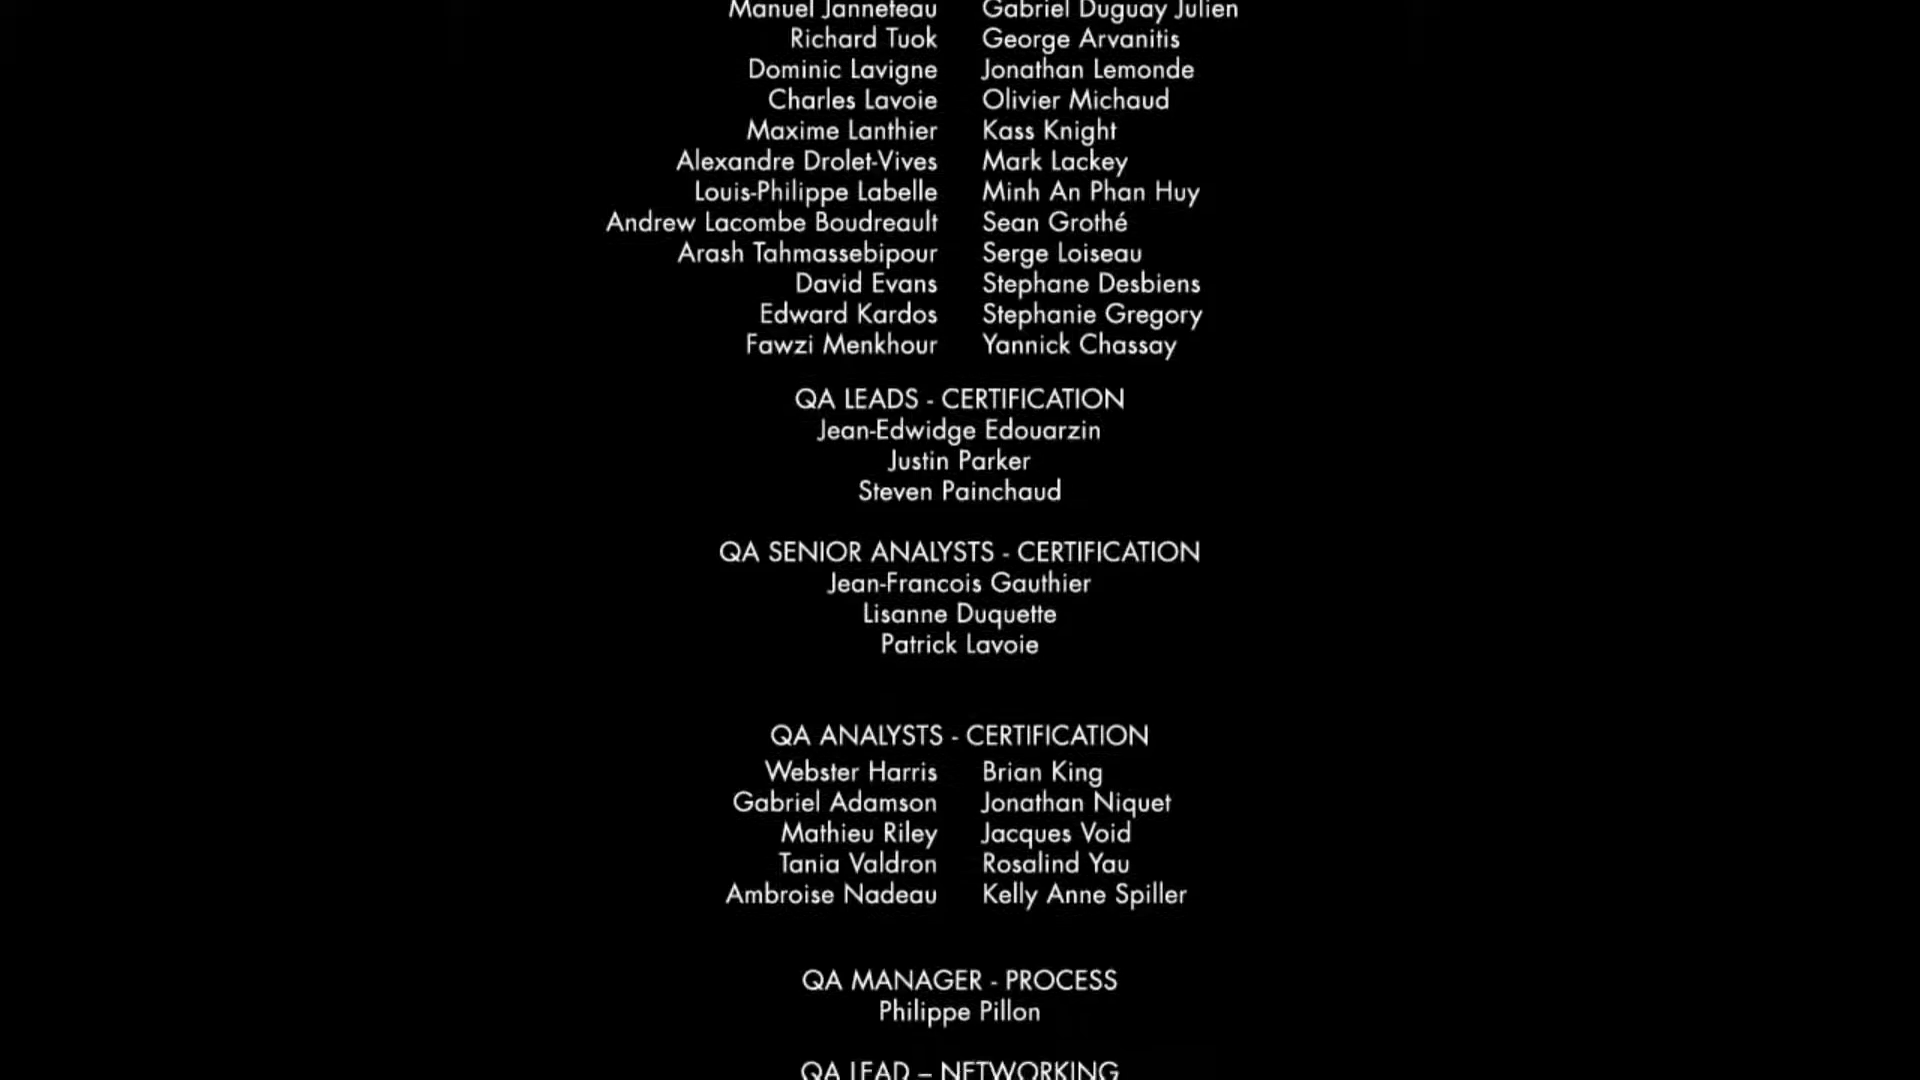 Manuel Janneteau Gabriel Duguay Julien
Richard Tuok George Arvanitis
Dominic Lavigne Jonathan Lemonde
Charles Lavoie Olivier Michaud
Maxime Lanthier Kass Knight
Alexandre Drolet-Vives Mark Lackey
Louis-Philippe Labelle Minh An Phan Huy
Andrew Lacombe Boudreault Sean Grothé
Arash Tahmassebipour Serge Loiseau
David Evans Stephane Desbiens
Edward Kardos Stephanie Gregory
Fawzi Menkhour Yannick Chassay
QA LEADS - CERTIFICATION
Jean-Edwidge Edouarzin
Justin Parker
Steven Painchaud
QA SENIOR ANALYSTS - CERTIFICATION
Jean-Francois Gauthier
Lisanne Duquette
Patrick Lavoie
QA ANALYSTS - CERTIFICATION
Webster Harris Brian King
Gabriel Adamson Jonathan Niquet
Mathieu Riley Jacques Void
Tania Valdron Rosalind Yau
Ambroise Nadeau Kelly Anne Spiller
QA MANAGER - PROCESS
Philippe Pillon
QA LEAD – NETWORKING